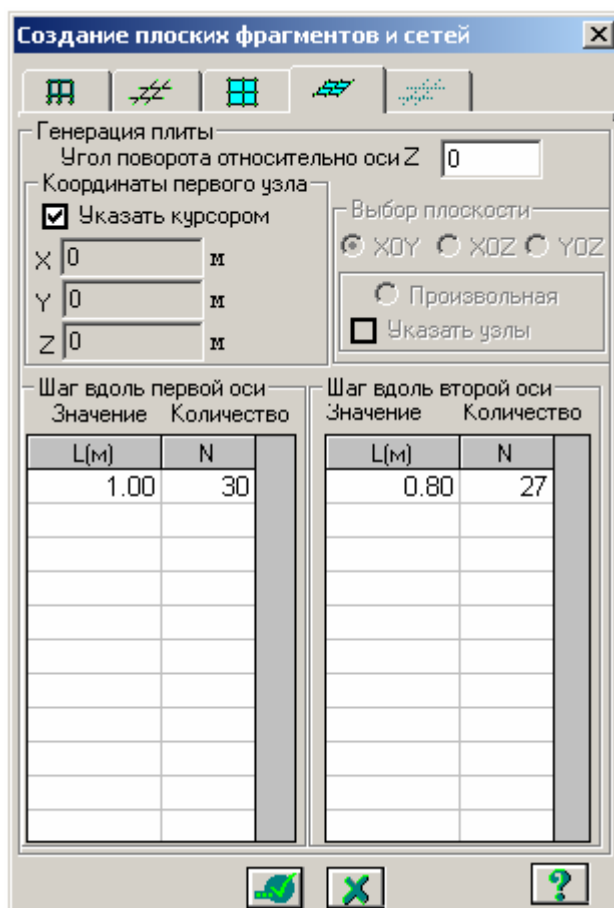 Создание плоских фрагментов и сетей
Генерация плиты
Угол поворота относительно оси Z 0
Координаты первого узла
Указать курсором
X 0 м
Y 0 м
Z 0 м
Выбор плоскости
XOY XOZ YOZ
Произвольная
Указать узлы
Шаг вдоль первой оси
Значение Количество
L(м) N
1.00 30
Шаг вдоль второй оси
Значение Количество
L(м) N
0.80 27
?